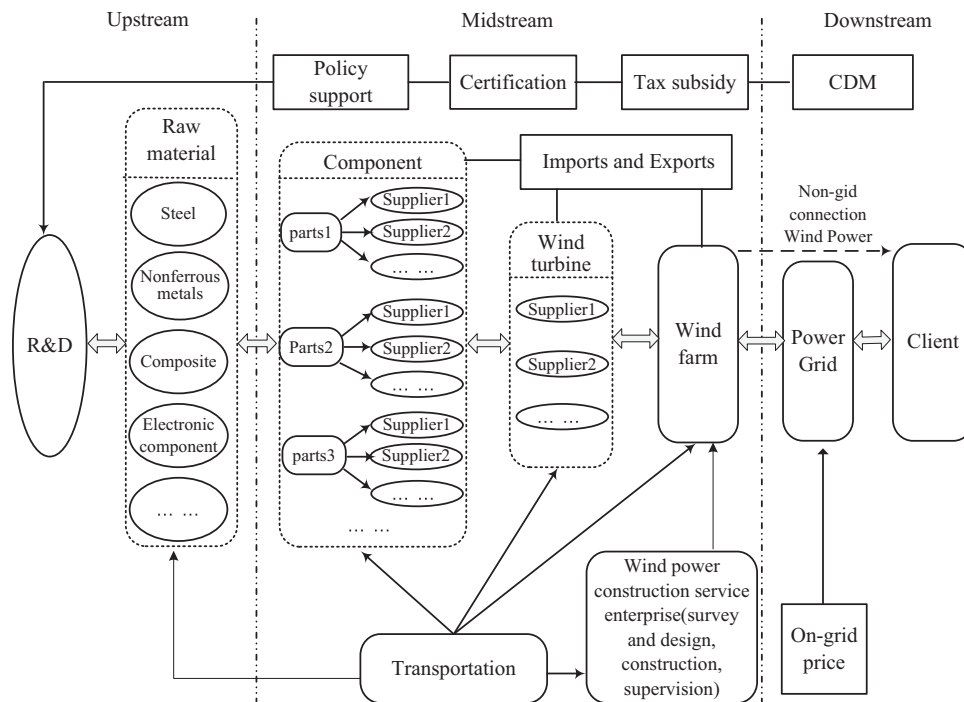 Upstream
Midstream
Downstream
Policy
support
Certification
Tax subsidy
CDM
Raw
material
Steel
Nonferrous
metals
Composite
Electronic
component
... ...
R&D
Component
parts1
Supplier1
Supplier2
... ...
Parts2
Supplier1
Supplier2
... ...
parts3
Supplier1
Supplier2
... ...
... ...
Imports and Exports
Wind
turbine
Supplier1
Supplier2
... ...
Wind
farm
Non-gid
connection
Wind Power
Power
Grid
Client
Transportation
Wind power
construction service
enterprise(survey
and design,
construction,
supervision)
On-grid
price